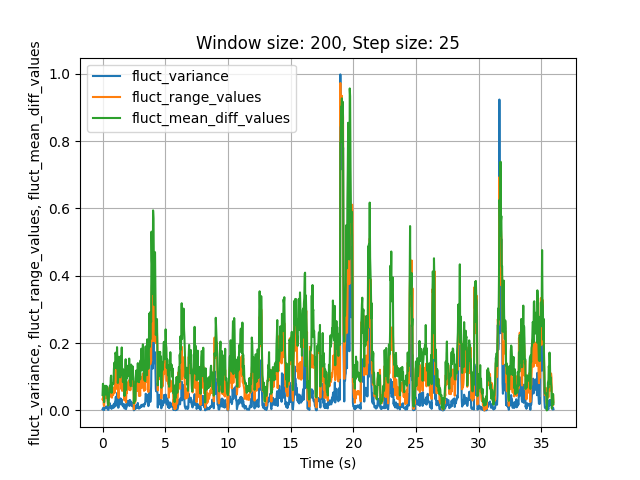 Window size: 200, Step size: 25
fluct_variance
fluct_range_values
fluct_mean_diff_values
fluct_variance, fluct_range_values, fluct_mean_diff_values
1.0
0.8
0.6
0.4
0.2
0.0
0 5 10 15 20 25 30 35
Time (s)